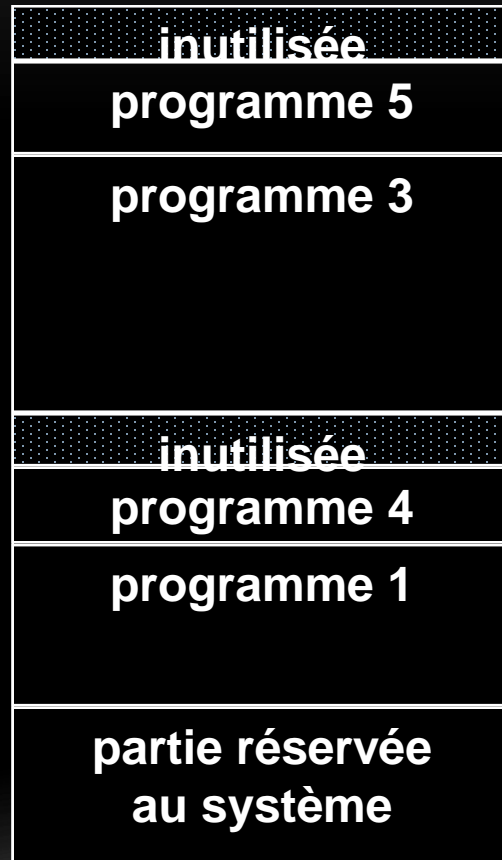 inutilisée
programme 5
programme 3
inutilisée
programme 4
programme 1
partie réservée
au système